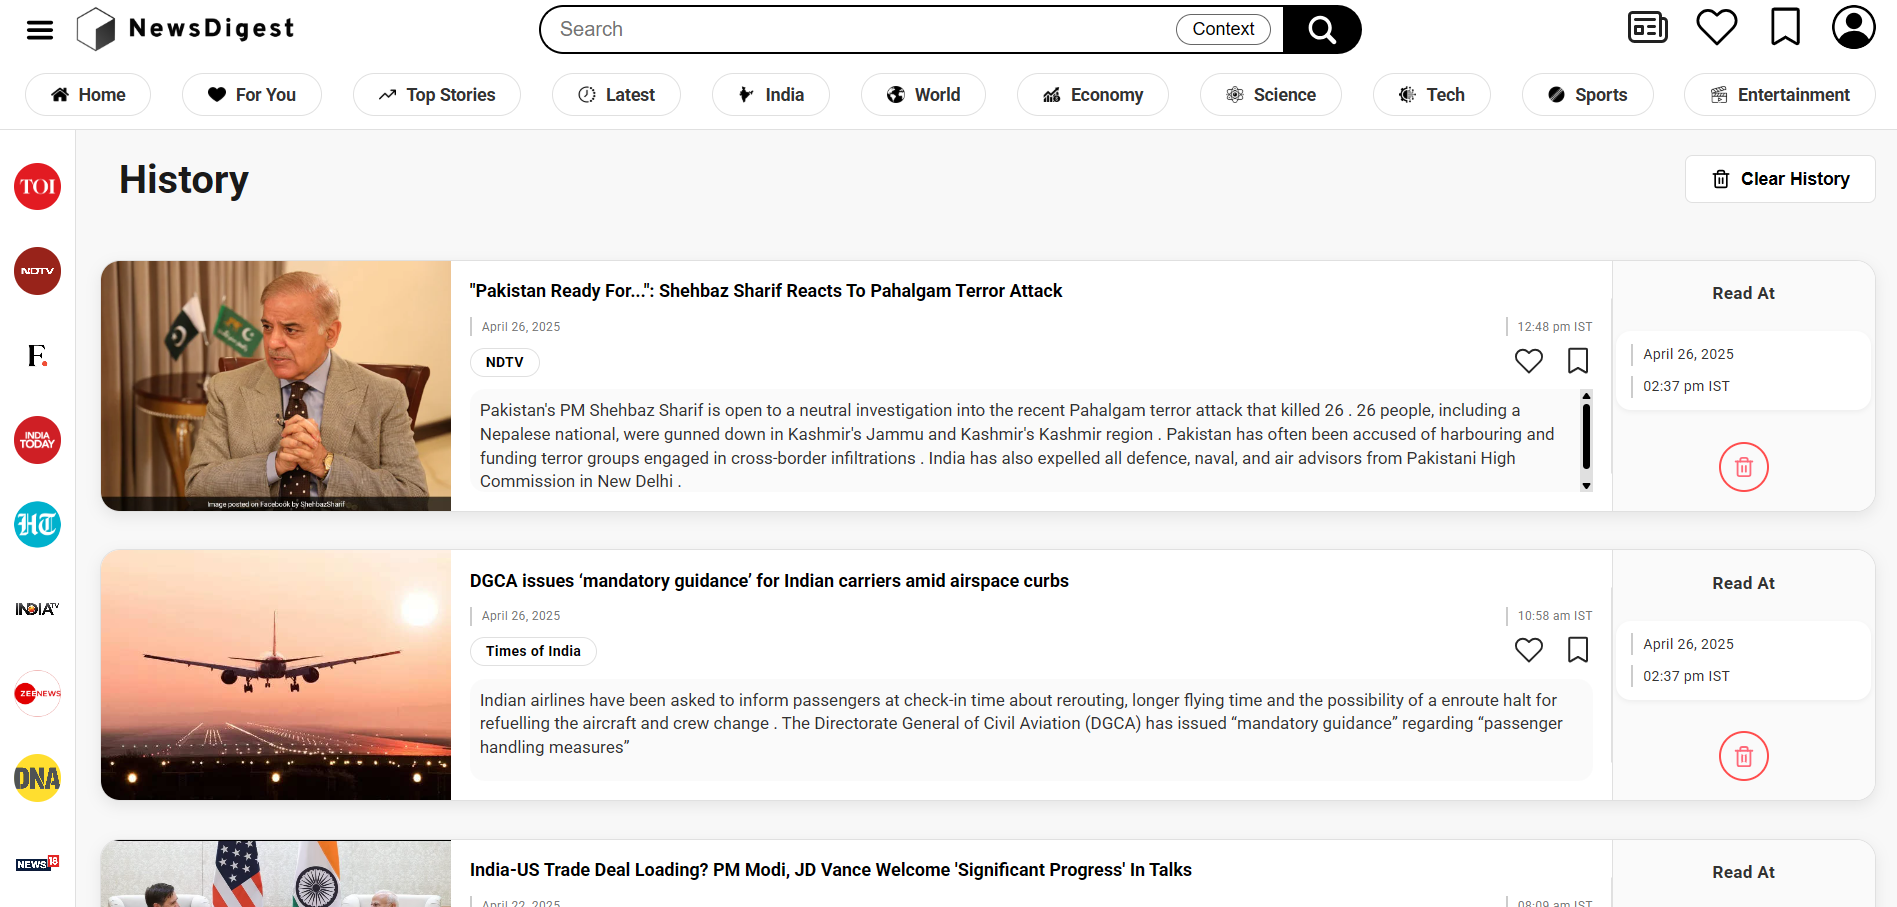 NewsDigest
Search
Context
Home
For You
Top Stories
Latest
India
World
Economy
Science
Tech
Sports
Entertainment
TOI
NDTV
F.
INDIA
TODAY
HT
INDIA TV
ZEE NEWS
DNA
NEWS 18
History
Clear History
"Pakistan Ready For...": Shehbaz Sharif Reacts To Pahalgam Terror Attack
April 26, 2025
12:48 pm IST
NDTV
Pakistan's PM Shehbaz Sharif is open to a neutral investigation into the recent Pahalgam terror attack that killed 26 . 26 people, including a
Nepalese national, were gunned down in Kashmir's Jammu and Kashmir's Kashmir region . Pakistan has often been accused of harbouring and
funding terror groups engaged in cross-border infiltrations . India has also expelled all defence, naval, and air advisors from Pakistani High
Commission in New Delhi .
Image posted on Facebook by ShehbazSharif
Read At
April 26, 2025
02:37 pm IST
DGCA issues ‘mandatory guidance’ for Indian carriers amid airspace curbs
April 26, 2025
10:58 am IST
Times of India
Indian airlines have been asked to inform passengers at check-in time about rerouting, longer flying time and the possibility of a enroute halt for
refuelling the aircraft and crew change . The Directorate General of Civil Aviation (DGCA) has issued “mandatory guidance” regarding “passenger
handling measures”
Read At
April 26, 2025
02:37 pm IST
India-US Trade Deal Loading? PM Modi, JD Vance Welcome 'Significant Progress' In Talks
April 22, 2025
08:09 am IST
Read At